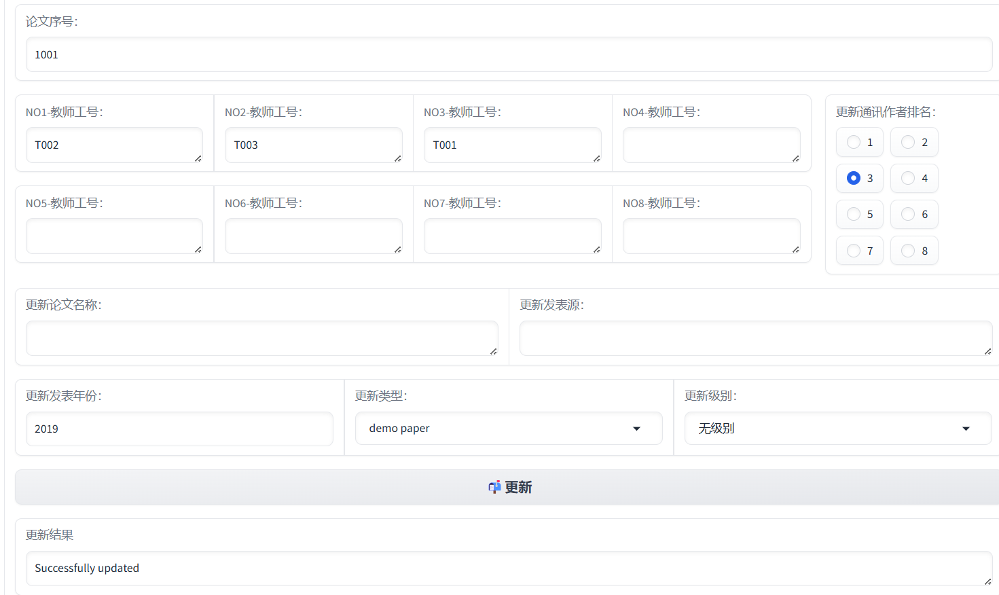 论文序号:
1001
NO1-教师工号:
NO2-教师工号:
NO3-教师工号:
NO4-教师工号:
T002
T003
T001
NO5-教师工号:
NO6-教师工号:
NO7-教师工号:
NO8-教师工号:
更新通讯作者排名:
1
2
3
4
5
6
7
8
更新论文名称:
更新发表源:
更新发表年份:
2019
更新类型:
demo paper
更新级别:
无级别
更新
更新结果
Successfully updated